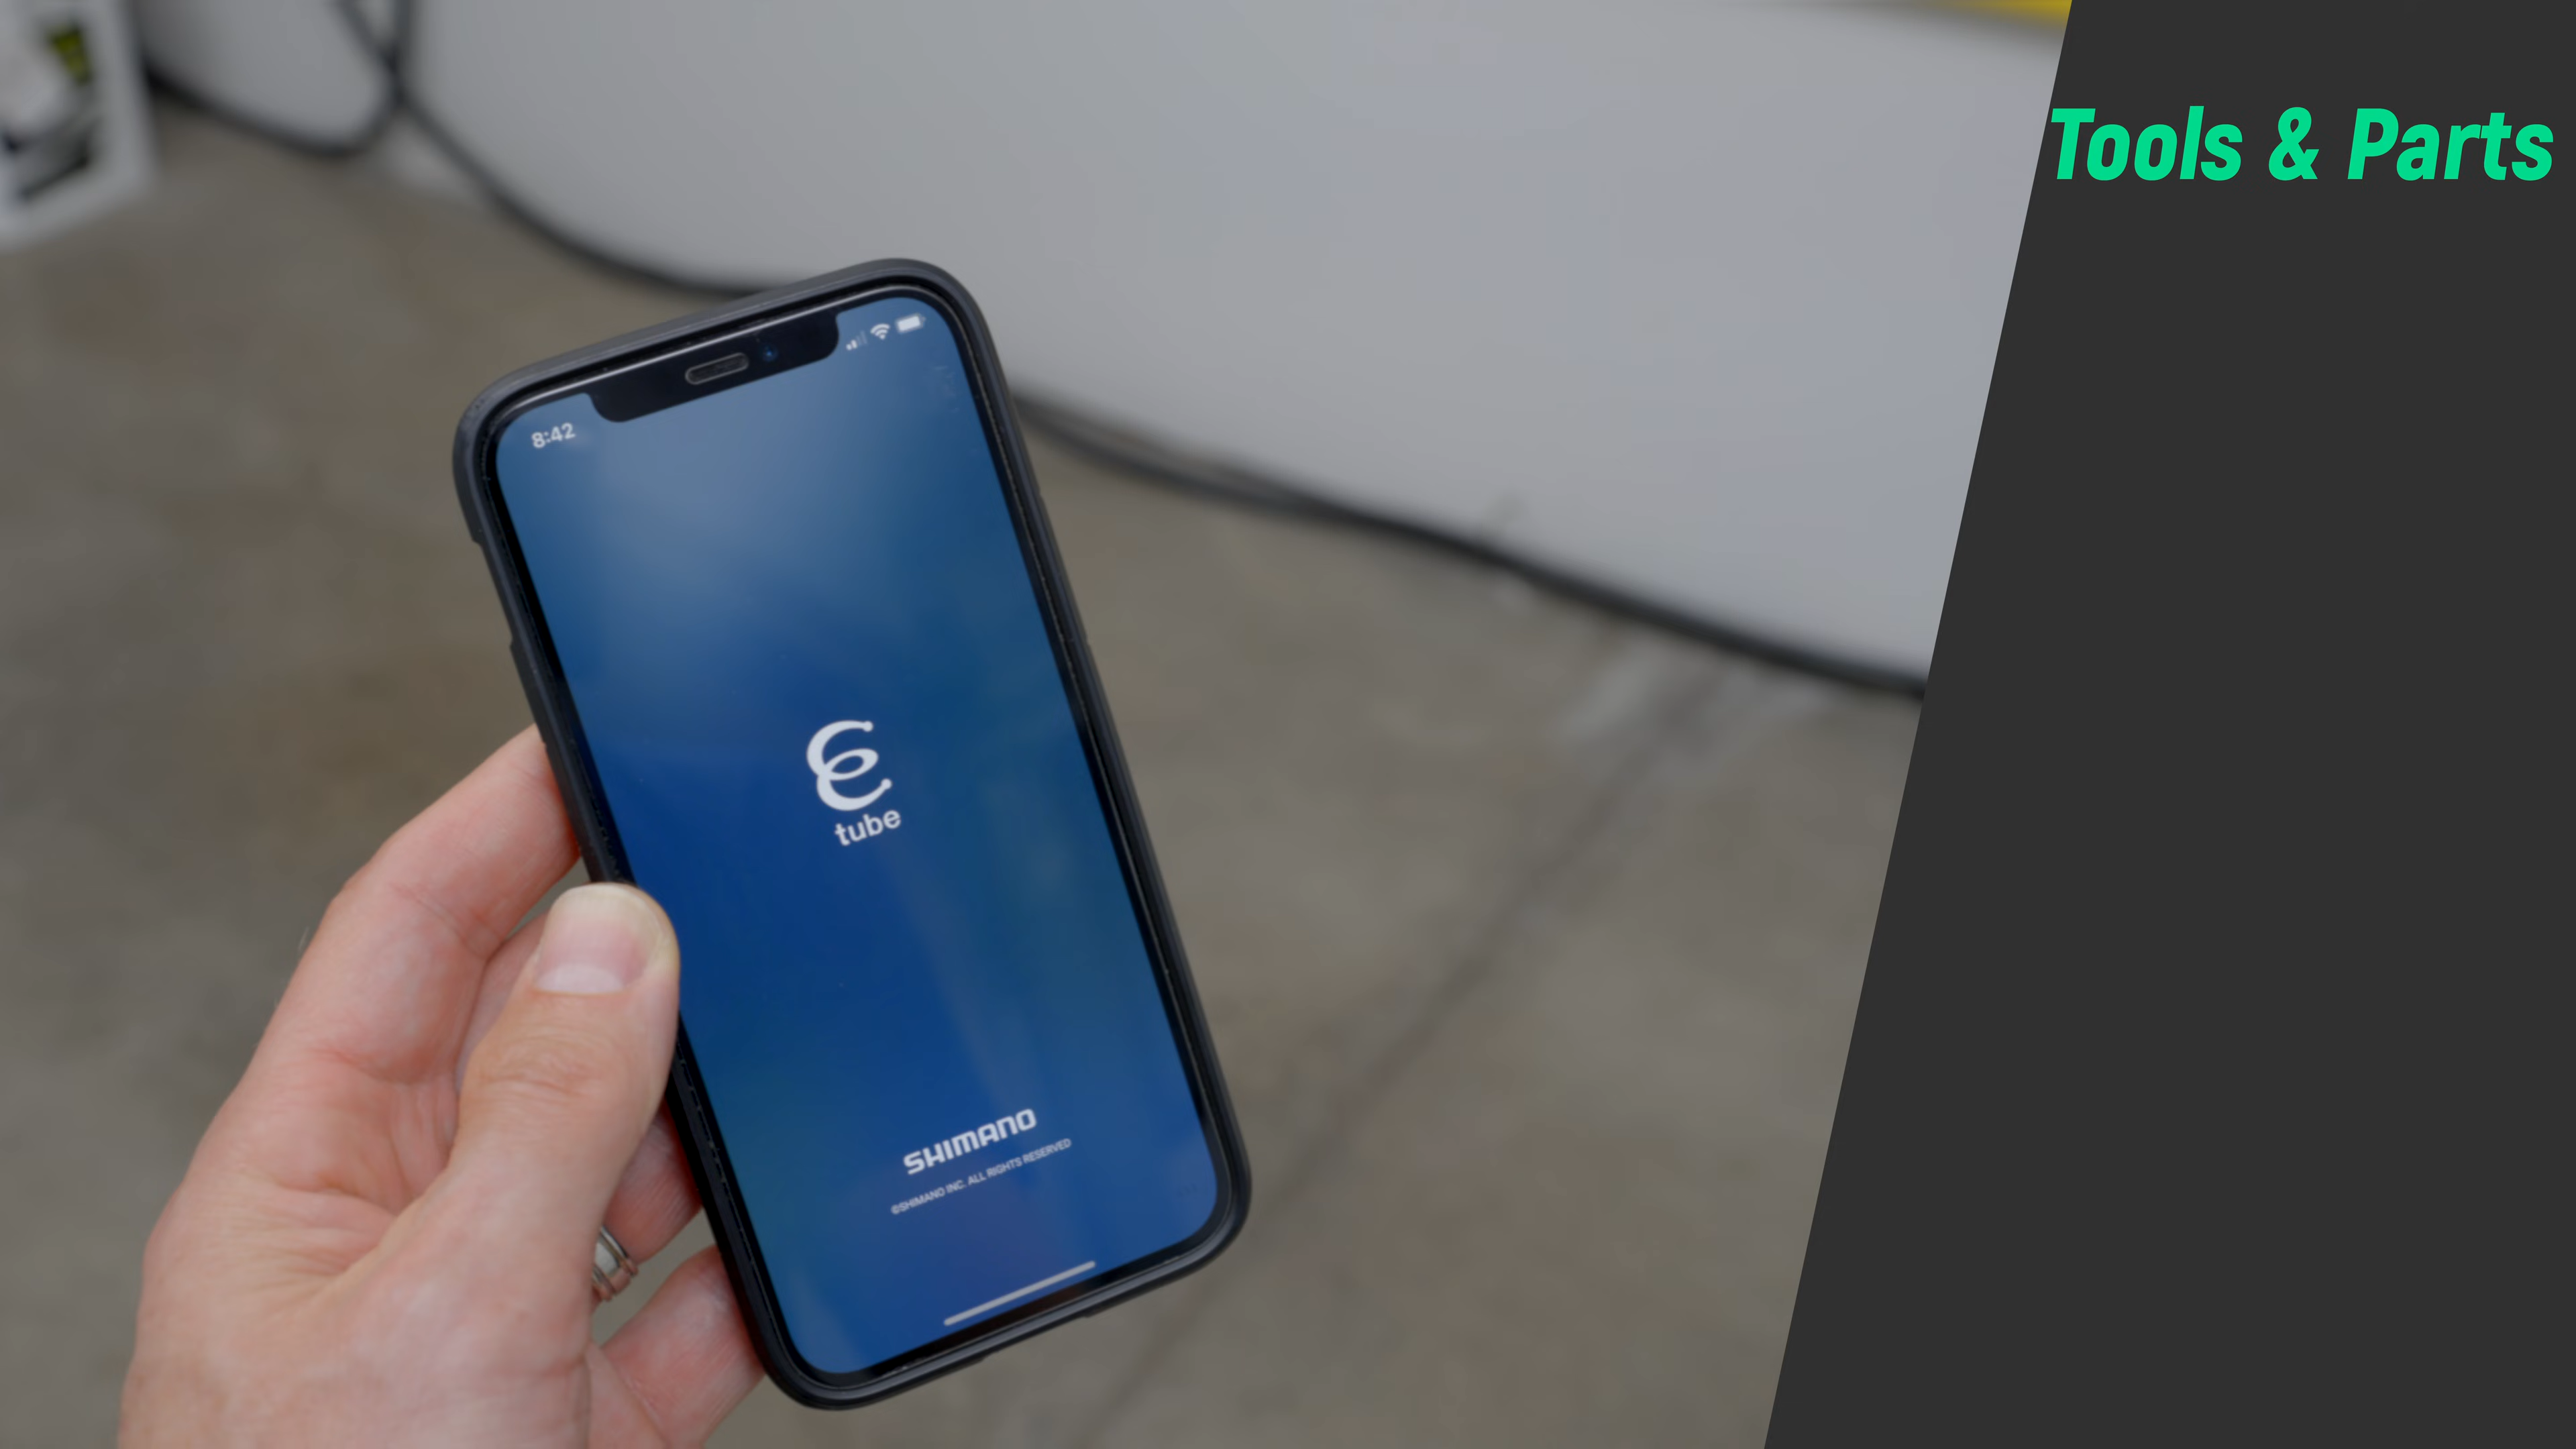 Tools & Parts
8:42
E
tube
SHIMANO
©SHIMANO INC. ALL RIGHTS RESERVED